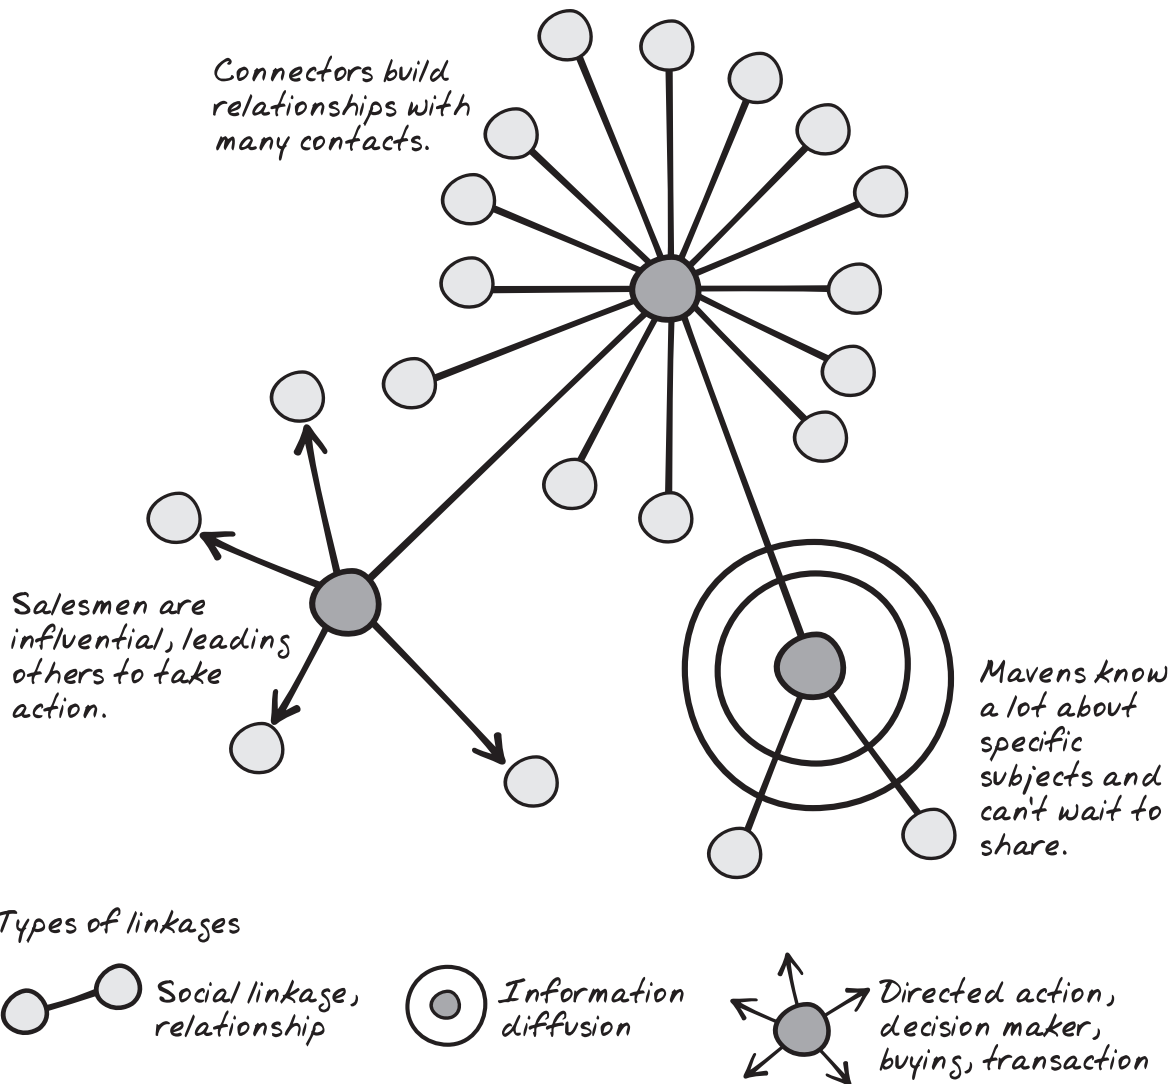 Connectors build
relationships with
many contacts.
Salesmen are
influential, leading
others to take
action.
Mavens know
a lot about
specific
subjects and
can't wait to
share.
Types of linkages
Social linkage,
relationship
Information
diffusion
Directed action,
decision maker,
buying, transaction